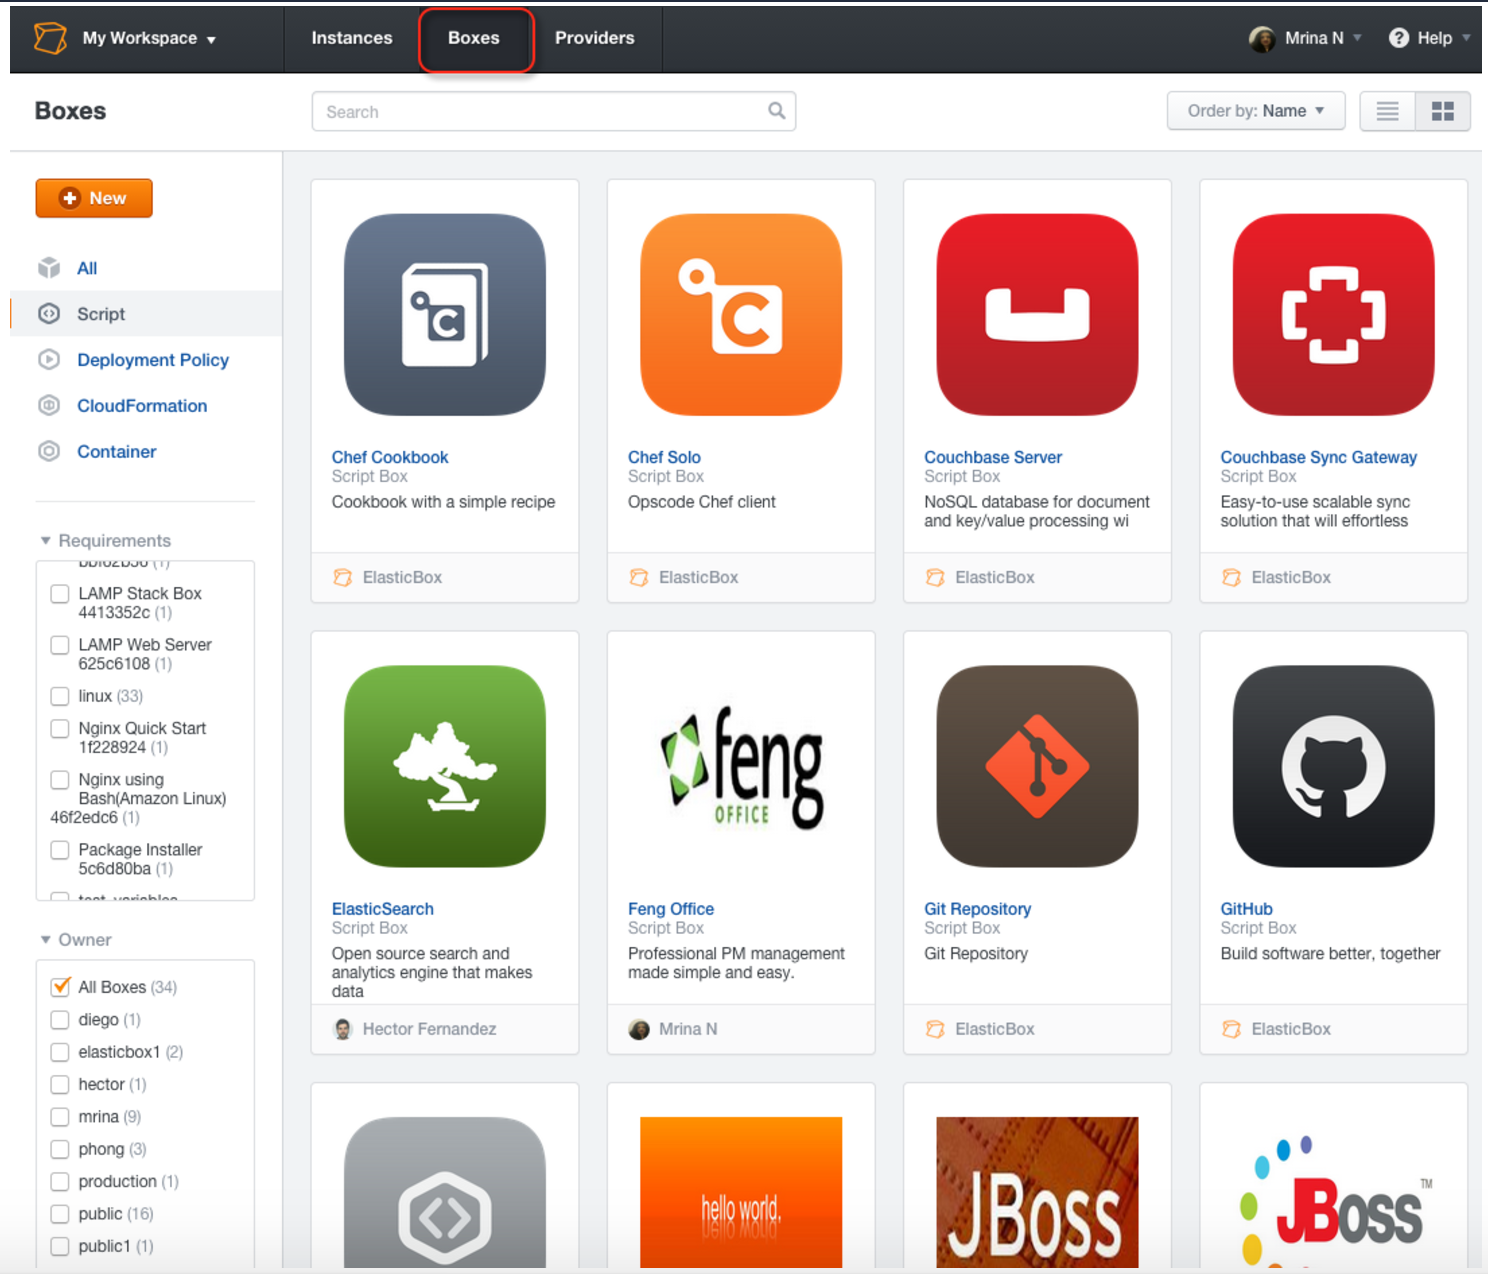 My Workspace
Instances
Boxes
Providers
Mrina N
? Help
Boxes
Search
Order by: Name
New
All
Script
Deployment Policy
CloudFormation
Container
Requirements
LAMP Stack Box
4413352c (1)
LAMP Web Server
625c6108 (1)
linux (33)
Nginx Quick Start
1f228924 (1)
Nginx using
Bash(Amazon Linux)
46f2edc6 (1)
Package Installer
5c6d80ba (1)
Owner
All Boxes (34)
diego (1)
elasticbox1 (2)
hector (1)
mrina (9)
phong (3)
production (1)
public (16)
public1 (1)
C
Chef Cookbook
Script Box
Cookbook with a simple recipe
ElasticBox
C
Chef Solo
Script Box
Opscode Chef client
ElasticBox
Couchbase Server
Script Box
NoSQL database for document
and key/value processing wi
ElasticBox
Couchbase Sync Gateway
Script Box
Easy-to-use scalable sync
solution that will effortless
ElasticBox
ElasticSearch
Script Box
Open source search and
analytics engine that makes
data
Hector Fernandez
feng
OFFICE
Feng Office
Script Box
Professional PM management
made simple and easy.
Mrina N
Git Repository
Script Box
Git Repository
ElasticBox
GitHub
Script Box
Build software better, together
ElasticBox
hello world.
JBoss
JBoss™